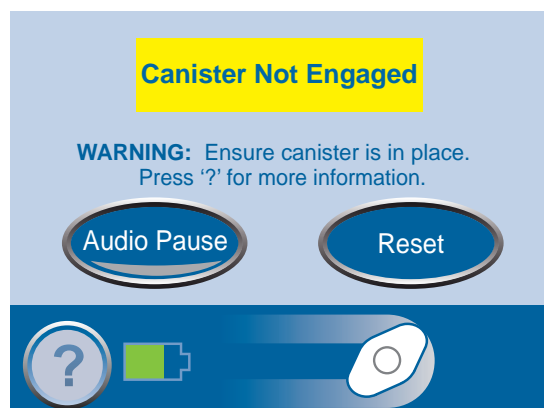 Canister Not Engaged
WARNING: Ensure canister is in place.
Press ‘?’ for more information.
Audio Pause
Reset
?